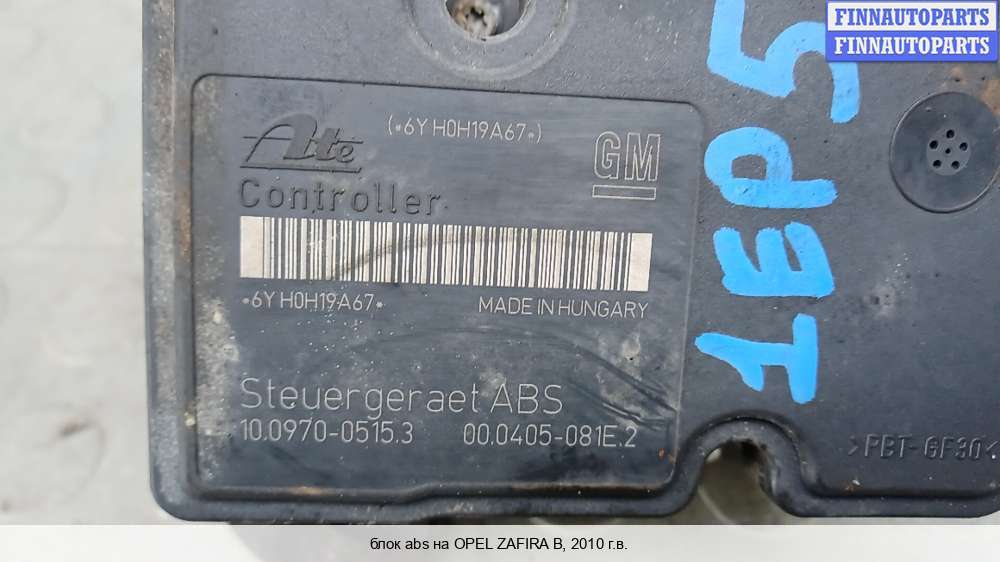 FINNAUTOPARTS
FINNAUTOPARTS
1EP5
(*6Y H0H19A67*)
Ate
GM
Controller
*6Y H0H19A67*
MADE IN HUNGARY
Steuergeraet ABS
10.0970-0515.3 00.0405-081E.2
>PBT-GF30<
блок abs на OPEL ZAFIRA B, 2010 г.в.